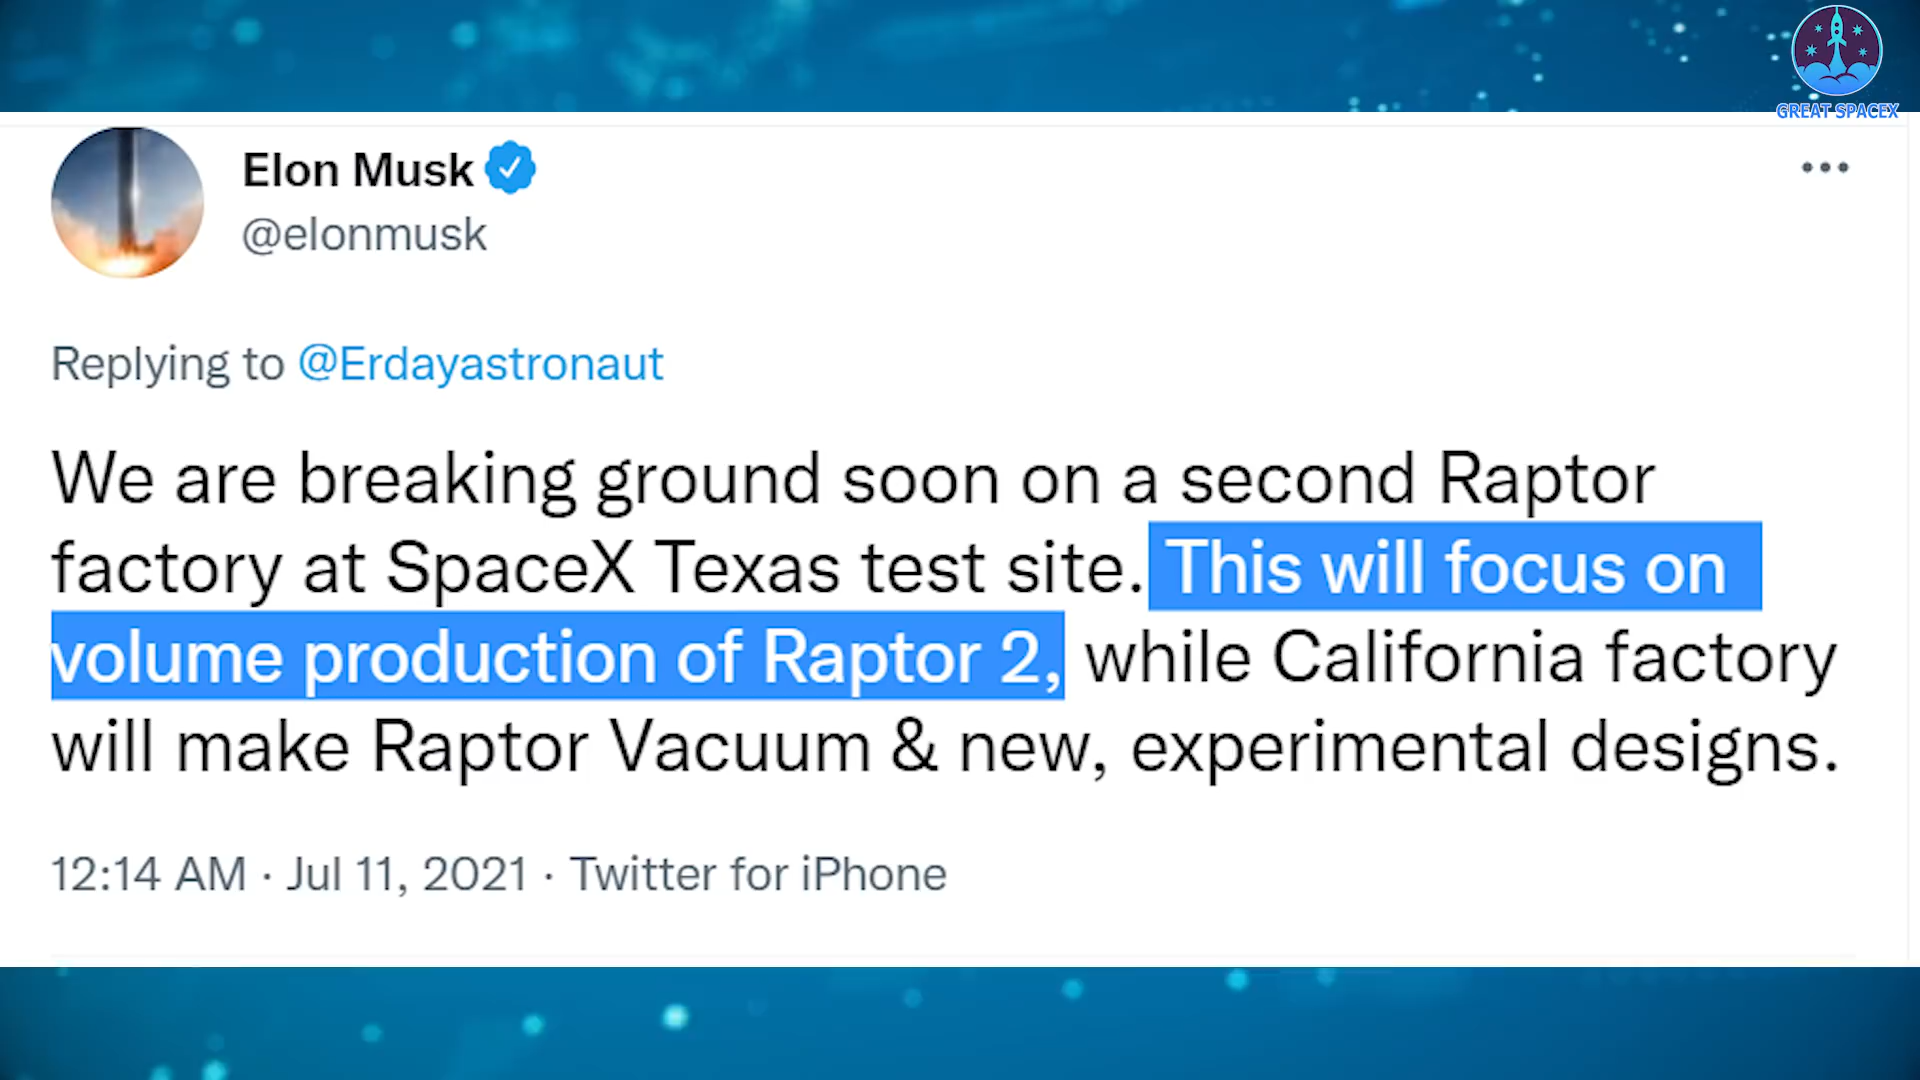 GREAT SPACEX
Elon Musk
@elonmusk
Replying to @Erdayastronaut
We are breaking ground soon on a second Raptor
factory at SpaceX Texas test site. This will focus on
volume production of Raptor 2, while California factory
will make Raptor Vacuum & new, experimental designs.
12:14 AM · Jul 11, 2021 · Twitter for iPhone